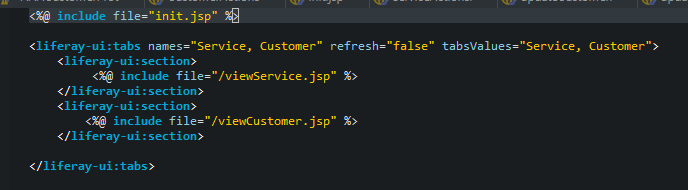 <%@ include file="init.jsp" %>
<liferay-ui:tabs names="Service, Customer" refresh="false" tabsValues="Service, Customer">
<liferay-ui:section>
<%@ include file="/viewService.jsp" %>
</liferay-ui:section>
<liferay-ui:section>
<%@ include file="/viewCustomer.jsp" %>
</liferay-ui:section>
</liferay-ui:tabs>